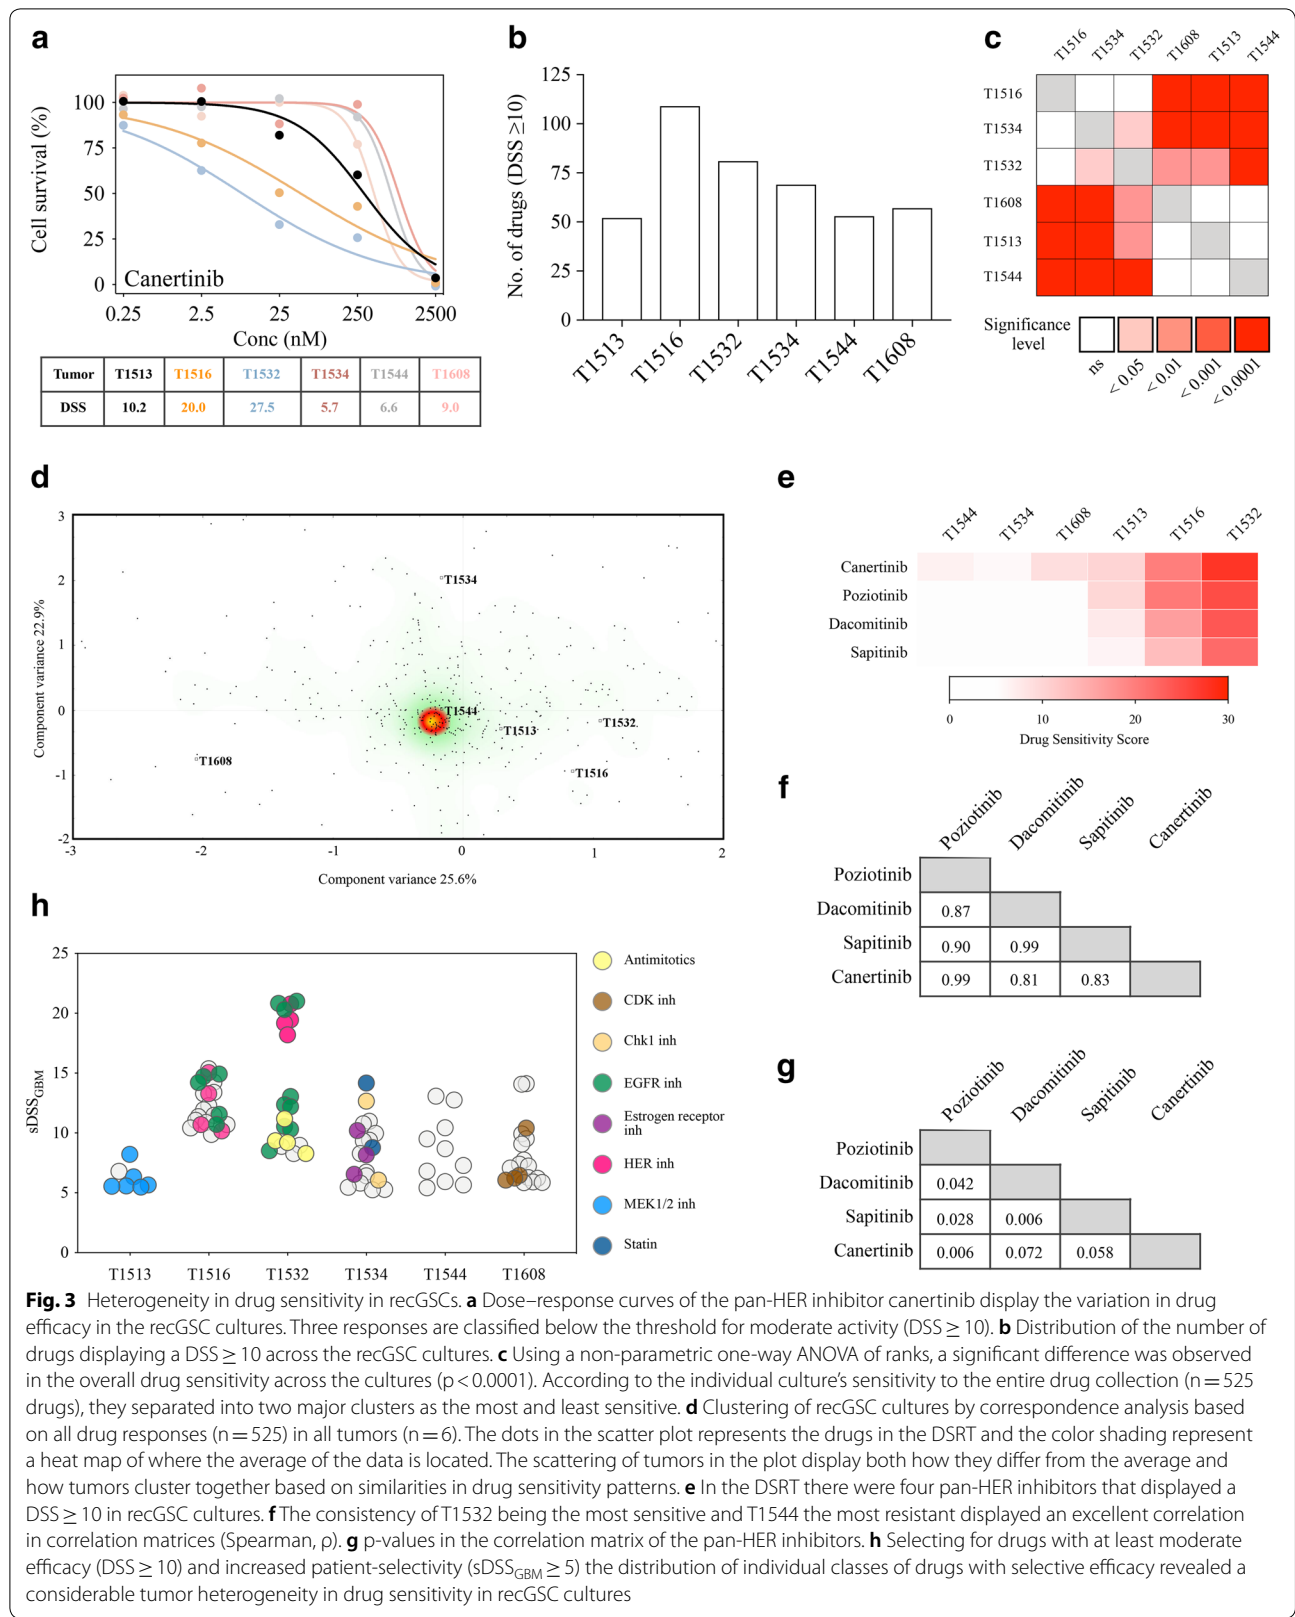 a
Cell survival (%)
100
75
50
25
0
Canertinib
0.25 2.5 25 250 2500
Conc (nM)
Tumor T1513 T1516 T1532 T1534 T1544 T1608
DSS 10.2 20.0 27.5 5.7 6.6 9.0
b
No. of drugs (DSS ≥10)
125
100
75
50
25
0
T1513 T1516 T1532 T1534 T1544 T1608
c
T1516 T1534 T1532 T1608 T1513 T1544
T1516
T1534
T1532
T1608
T1513
T1544
Significance
level
ns < 0.05 < 0.01 < 0.001 < 0.0001
d
Component variance 22.9%
3
2
1
0
-1
-2
T1534
T1544
T1513
T1532
T1608
T1516
-3 -2 -1 0 1 2
Component variance 25.6%
e
T1544 T1534 T1608 T1513 T1516 T1532
Canertinib
Poziotinib
Dacomitinib
Sapitinib
0 10 20 30
Drug Sensitivity Score
f
Poziotinib Dacomitinib Sapitinib Canertinib
Poziotinib
Dacomitinib 0.87
Sapitinib 0.90 0.99
Canertinib 0.99 0.81 0.83
g
Poziotinib Dacomitinib Sapitinib Canertinib
Poziotinib
Dacomitinib 0.042
Sapitinib 0.028 0.006
Canertinib 0.006 0.072 0.058
h
sDSSGBM
25
20
15
10
5
0
T1513 T1516 T1532 T1534 T1544 T1608
Antimitotics
CDK inh
Chk1 inh
EGFR inh
Estrogen receptor
inh
HER inh
MEK1/2 inh
Statin
Fig. 3 Heterogeneity in drug sensitivity in recGSCs. a Dose–response curves of the pan-HER inhibitor canertinib display the variation in drug
efficacy in the recGSC cultures. Three responses are classified below the threshold for moderate activity (DSS ≥ 10). b Distribution of the number of
drugs displaying a DSS ≥ 10 across the recGSC cultures. c Using a non-parametric one-way ANOVA of ranks, a significant difference was observed
in the overall drug sensitivity across the cultures (p < 0.0001). According to the individual culture's sensitivity to the entire drug collection (n = 525
drugs), they separated into two major clusters as the most and least sensitive. d Clustering of recGSC cultures by correspondence analysis based
on all drug responses (n = 525) in all tumors (n = 6). The dots in the scatter plot represents the drugs in the DSRT and the color shading represent
a heat map of where the average of the data is located. The scattering of tumors in the plot display both how they differ from the average and
how tumors cluster together based on similarities in drug sensitivity patterns. e In the DSRT there were four pan-HER inhibitors that displayed a
DSS ≥ 10 in recGSC cultures. f The consistency of T1532 being the most sensitive and T1544 the most resistant displayed an excellent correlation
in correlation matrices (Spearman, ρ). g p-values in the correlation matrix of the pan-HER inhibitors. h Selecting for drugs with at least moderate
efficacy (DSS ≥ 10) and increased patient-selectivity (sDSSGBM ≥ 5) the distribution of individual classes of drugs with selective efficacy revealed a
considerable tumor heterogeneity in drug sensitivity in recGSC cultures